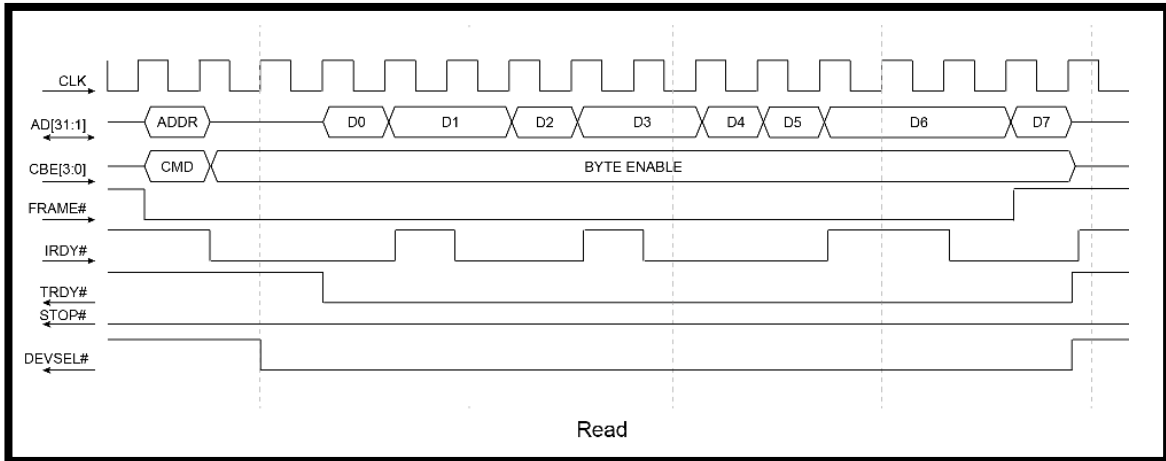 CLK
AD[31:1] ADDR D0 D1 D2 D3 D4 D5 D6 D7
CBE[3:0] CMD BYTE ENABLE
FRAME#
IRDY#
TRDY#
STOP#
DEVSEL#
Read